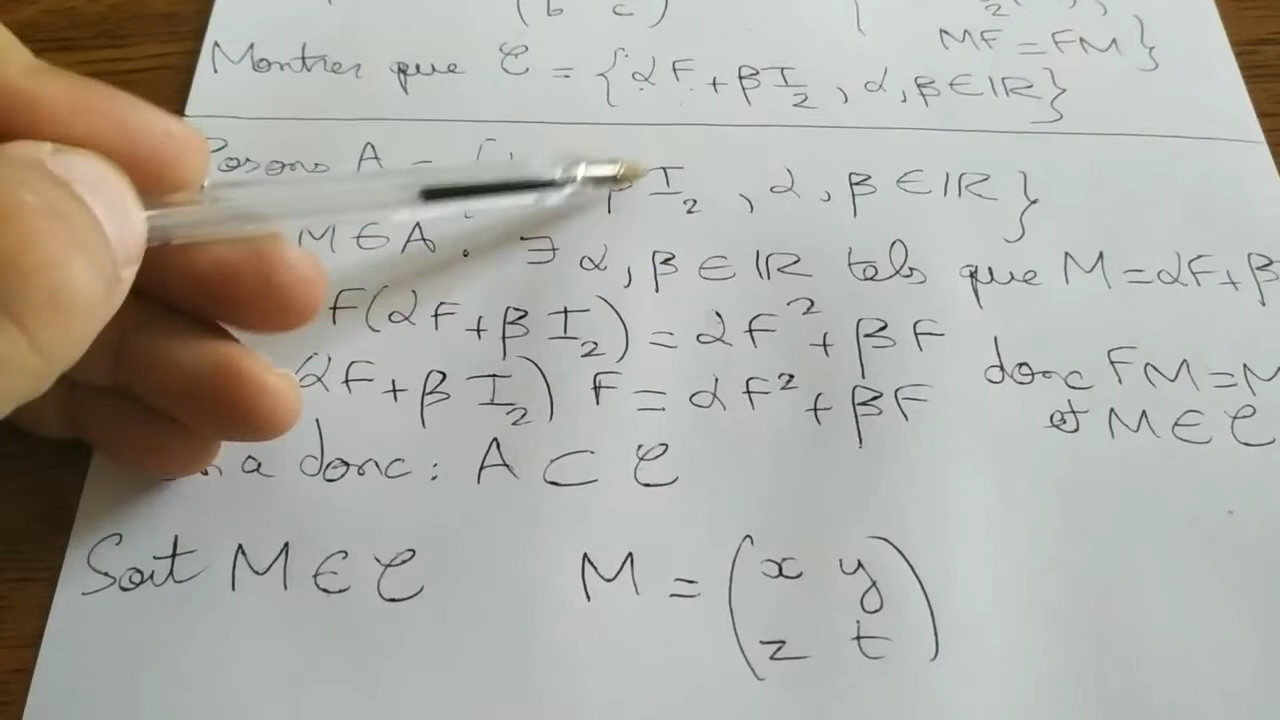 (b c)
2
MF = FM}
Montrer que C = {αF + βI₂, α, β ∈ ℝ}
Posons A = I₂, α, β ∈ ℝ}
M ∈ A : ∃ α, β ∈ ℝ tels que M = αF + β
F(αF + βI₂) = αF² + βF
αF + βI₂) F = αF² + βF donc FM = M
et M ∈ C
a donc : A ⊂ C
Soit M ∈ C M = (x y
z t)